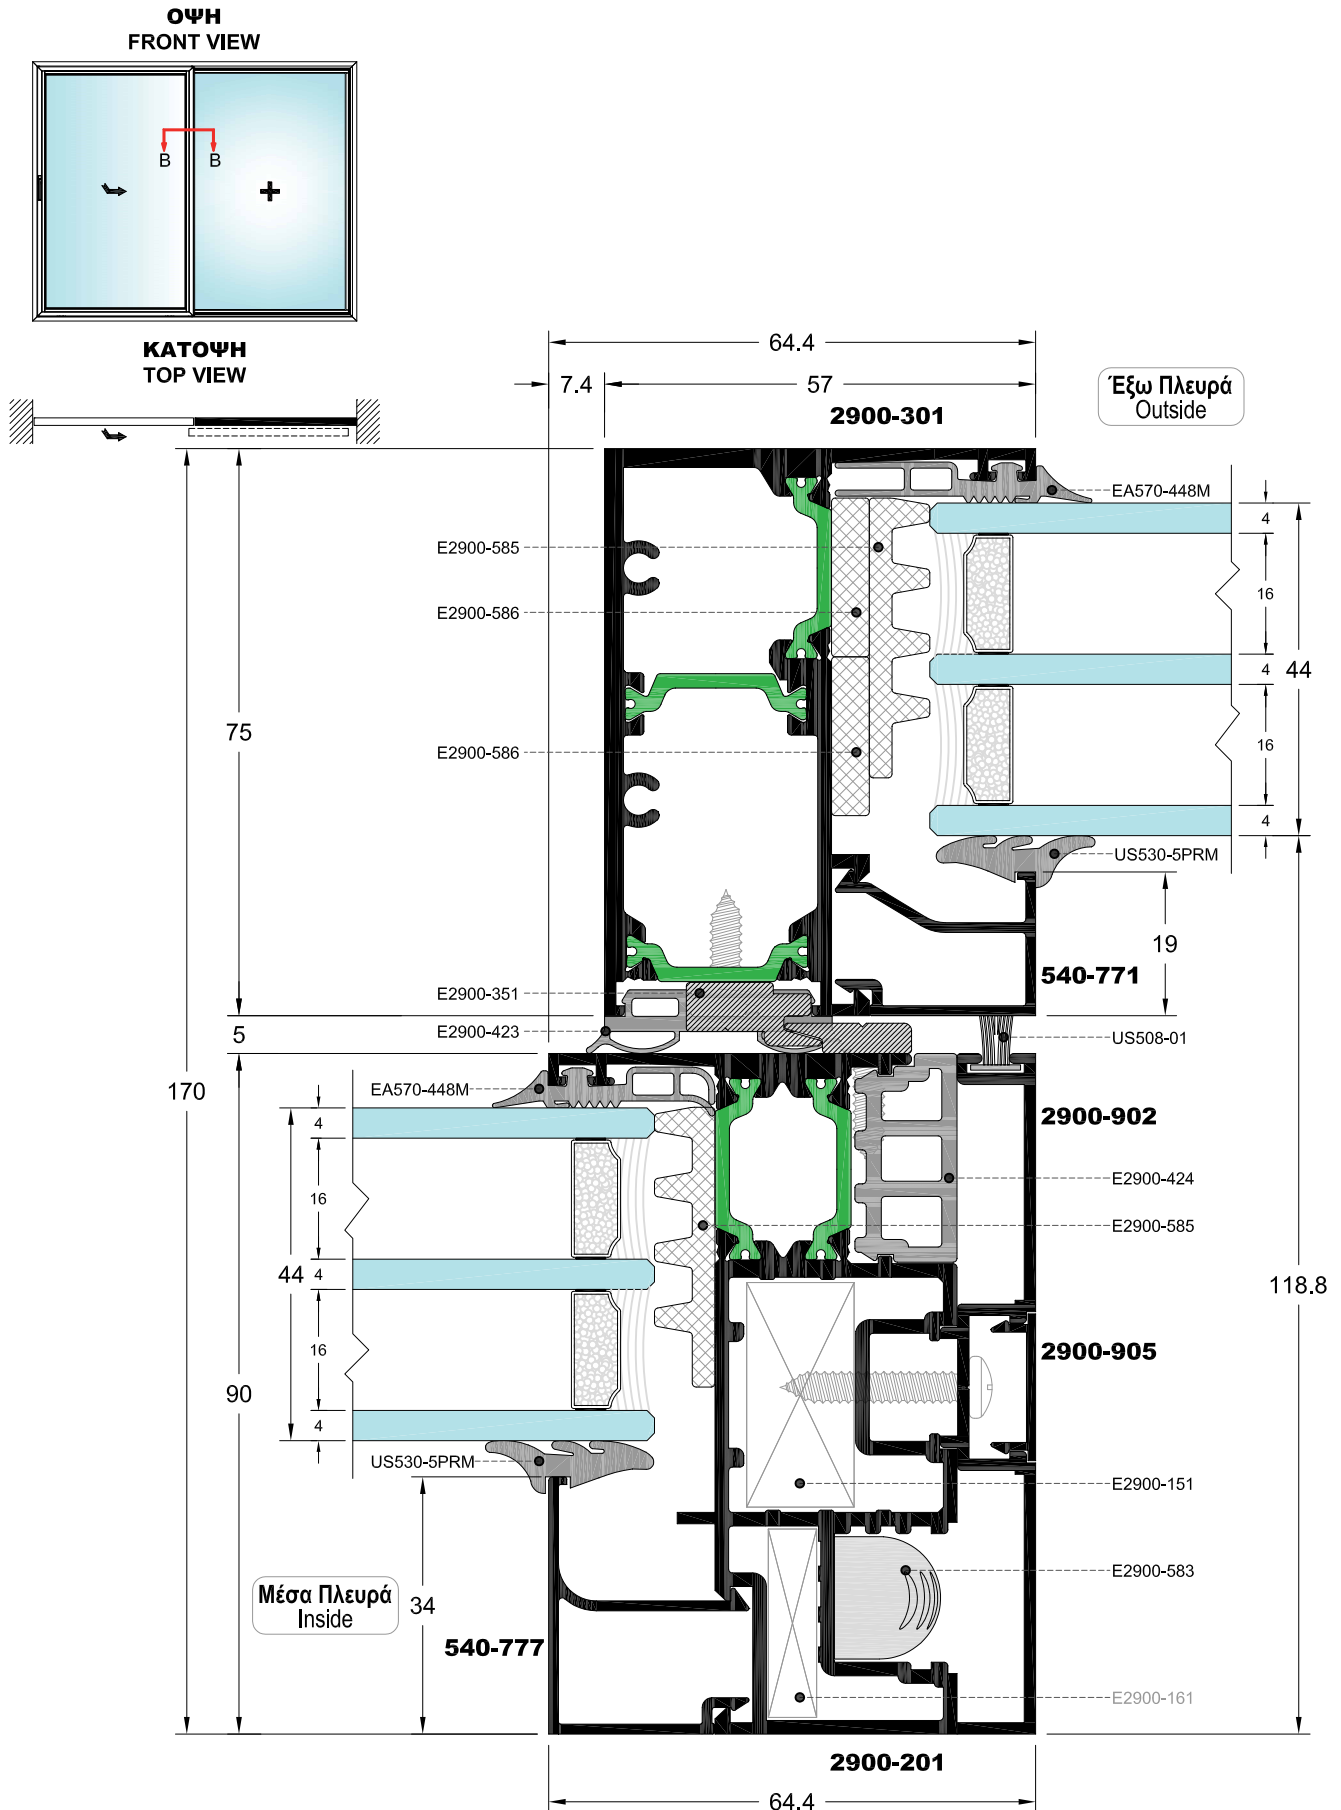 ΟΨΗ
FRONT VIEW
B B
ΚΑΤΟΨΗ
TOP VIEW
64.4
7.4 57
2900-301
Έξω Πλευρά
Outside
EA570-448M
4
E2900-585
16
E2900-586
4
44
75
E2900-586
16
4
US530-5PRM
19
540-771
E2900-351
E2900-423
5
US508-01
170
EA570-448M
4
2900-902
E2900-424
16
E2900-585
44
4
118.8
16
2900-905
90
4
US530-5PRM
E2900-151
E2900-583
Μέσα Πλευρά
Inside
34
540-777
E2900-161
2900-201
64.4